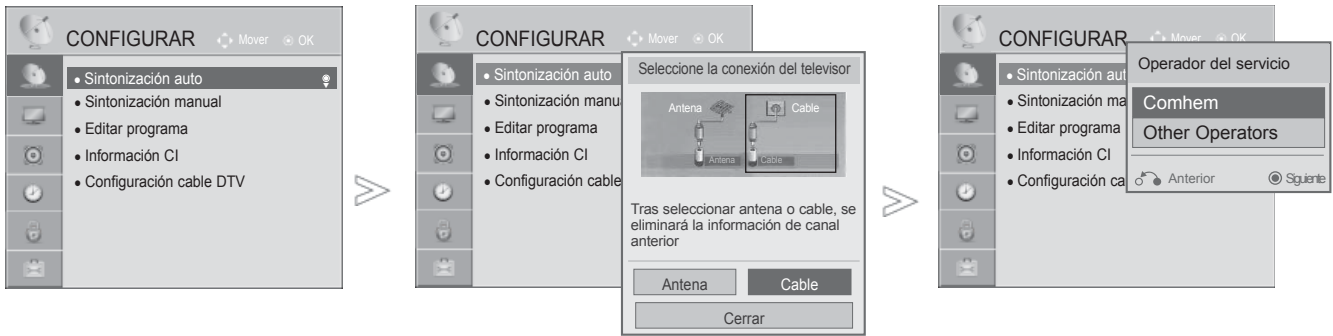 CONFIGURAR Mover OK
• Sintonización auto
• Sintonización manual
• Editar programa
• Información CI
• Configuración cable DTV
CONFIGURAR Mover OK
• Sintonización auto
• Sintonización manu
• Editar programa
• Información CI
• Configuración cable
Seleccione la conexión del televisor
Antena Cable
Antena Cable
Tras seleccionar antena o cable, se
eliminará la información de canal
anterior
Antena Cable
Cerrar
CONFIGURAR Mover OK
• Sintonización aut
• Sintonización ma
• Editar programa
• Información CI
• Configuración ca
Operador del servicio
Comhem
Other Operators
Anterior Siguiente